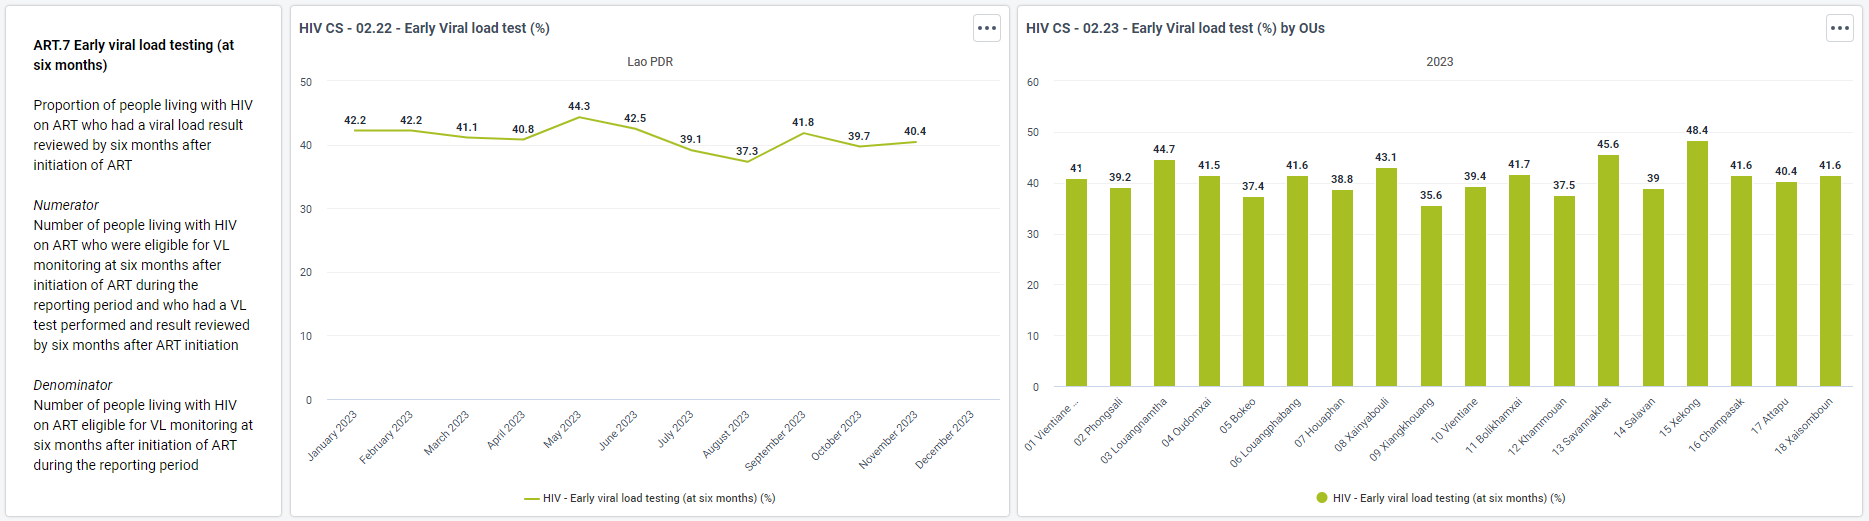 ART.7 Early viral load testing (at
six months)
Proportion of people living with HIV
on ART who had a viral load result
reviewed by six months after
initiation of ART
Numerator
Number of people living with HIV
on ART who were eligible for VL
monitoring at six months after
initiation of ART during the
reporting period and who had a VL
test performed and result reviewed
by six months after ART initiation
Denominator
Number of people living with HIV
on ART eligible for VL monitoring at
six months after initiation of ART
during the reporting period
HIV CS - 02.22 - Early Viral load test (%)
Lao PDR
50
40
30
20
10
0
42.2
42.2
41.1
40.8
44.3
42.5
39.1
37.3
41.8
39.7
40.4
January 2023
February 2023
March 2023
April 2023
May 2023
June 2023
July 2023
August 2023
September 2023
October 2023
November 2023
December 2023
HIV - Early viral load testing (at six months) (%)
HIV CS - 02.23 - Early Viral load test (%) by OUs
2023
60
50
40
30
20
10
0
41
39.2
44.7
41.5
37.4
41.6
38.8
43.1
35.6
39.4
41.7
37.5
45.6
39
48.4
41.6
40.4
41.6
01 Vientiane ...
02 Phongsali
03 Louangnamtha
04 Oudomxai
05 Bokeo
06 Louangphabang
07 Houaphan
08 Xainyabouli
09 Xiangkhouang
10 Vientiane
11 Bolikhamxai
12 Khammouan
13 Savannakhet
14 Salavan
15 Xekong
16 Champasak
17 Attapu
18 Xaisomboun
HIV - Early viral load testing (at six months) (%)